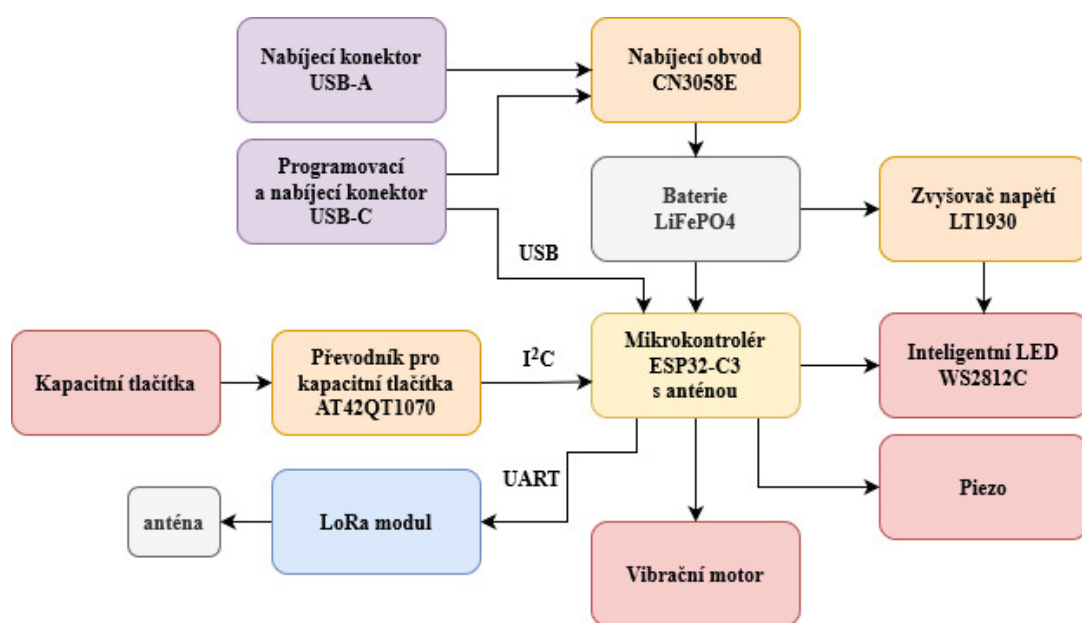 Nabíjecí konektor
USB-A
Nabíjecí obvod
CN3058E
Programovací
a nabíjecí konektor
USB-C
Baterie
LiFePO4
Zvyšovač napětí
LT1930
USB
Kapacitní tlačítka
Převodník pro
kapacitní tlačítka
AT42QT1070
I²C
Mikrokontrolér
ESP32-C3
s anténou
Inteligentní LED
WS2812C
UART
Piezo
anténa
LoRa modul
Vibrační motor